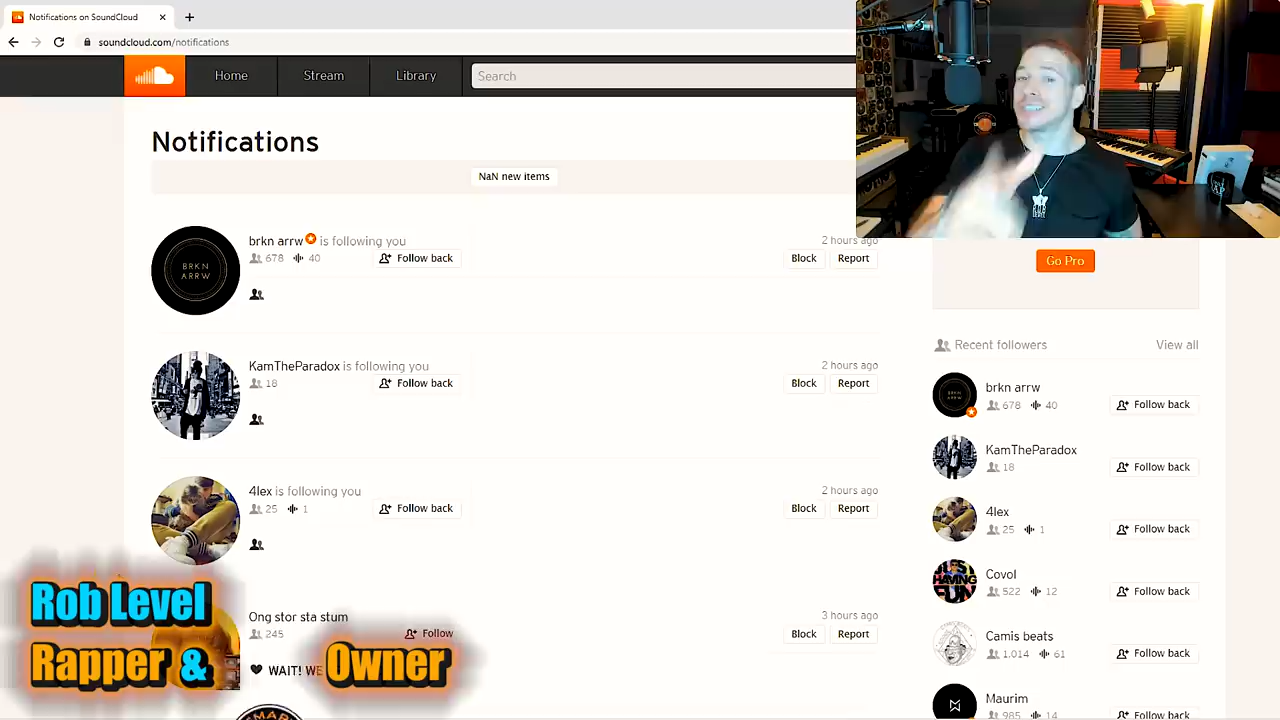 Notifications on SoundCloud
soundcloud.com/notifications
Home
Stream
Library
Search
Notifications
NaN new items
brkn arrw is following you
2 hours ago
678
40
Follow back
Block
Report
BRKN
ARRW
KamTheParadox is following you
2 hours ago
18
Follow back
Block
Report
4lex is following you
2 hours ago
25
1
Follow back
Block
Report
Ong stor sta stum
3 hours ago
245
Follow
Block
Report
WAIT! WE
Rob Level
Rapper & Owner
Go Pro
Recent followers
View all
brkn arrw
678
40
Follow back
KamTheParadox
18
Follow back
4lex
25
1
Follow back
Covol
522
12
Follow back
Camis beats
1,014
61
Follow back
Maurim
985
14
Follow back